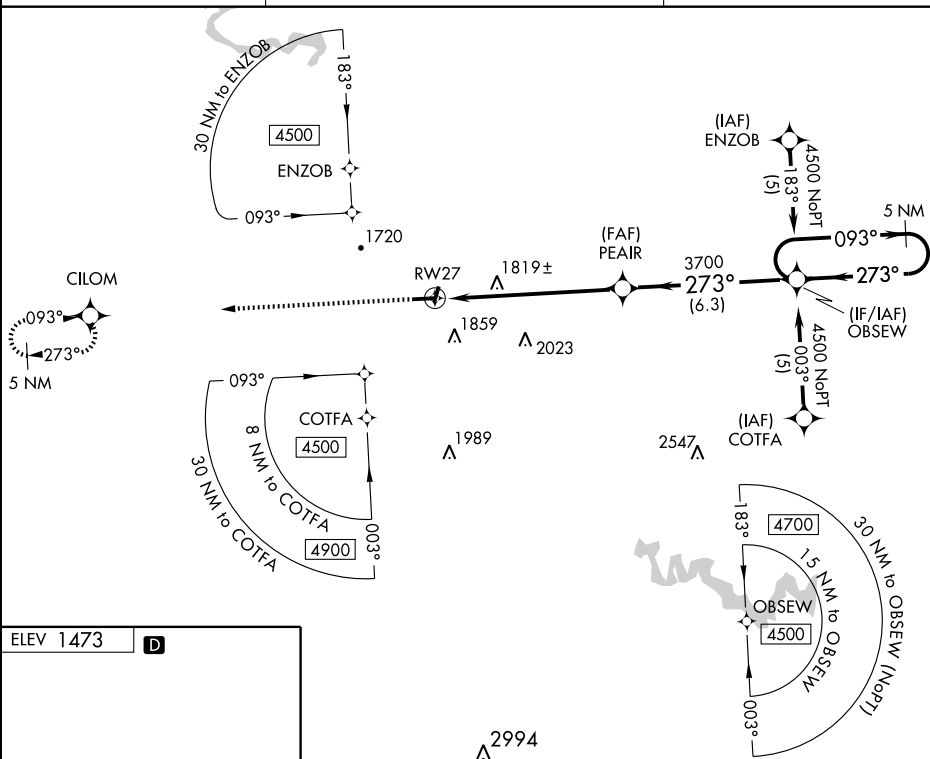 30 NM to ENZOB
183°
4500
ENZOB
093°
1720
(IAF)
ENZOB
4500 NoPT
183°
(5)
5 NM
093°
(FAF)
PEAIR
3700
273°
(6.3)
273°
(IF/IAF)
OBSEW
RW27
1819±
1859
2023
CILOM
093°
273°
5 NM
4500 NoPT
003°
(5)
(IAF)
COTFA
093°
COTFA
4500
8 NM to COTFA
30 NM to COTFA
4900
003°
1989
2547
183°
4700
30 NM to OBSEW (NoPT)
15 NM to OBSEW
OBSEW
4500
003°
ELEV 1473
D
2994